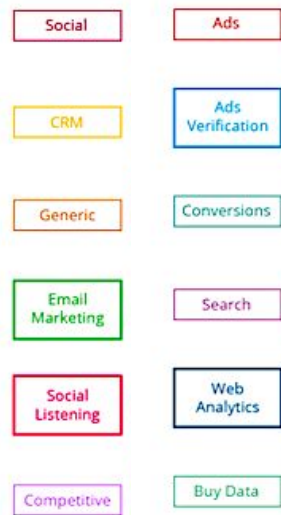 Social
Ads
CRM
Ads
Verification
Generic
Conversions
Email
Marketing
Search
Social
Listening
Web
Analytics
Competitive
Buy Data